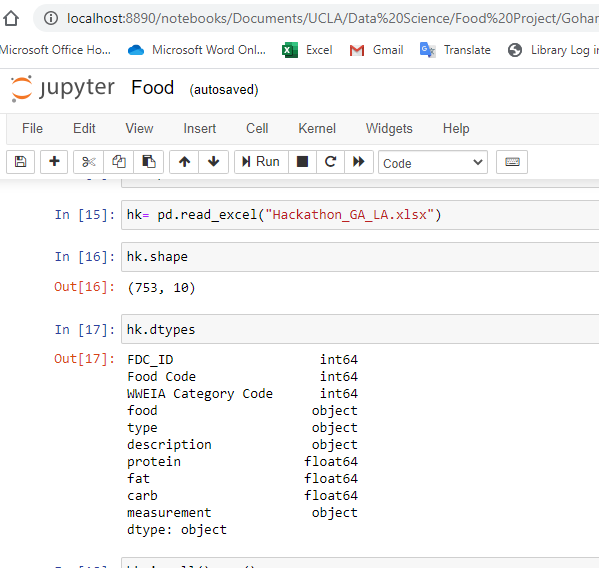 localhost:8890/notebooks/Documents/UCLA/Data%20Science/Food%20Project/Gohar
Microsoft Office Ho... Microsoft Word Onl... Excel Gmail Translate Library Log in
jupyter Food (autosaved)
File Edit View Insert Cell Kernel Widgets Help
Run Code
In [15]: hk= pd.read_excel("Hackathon_GA_LA.xlsx")
In [16]: hk.shape
Out[16]: (753, 10)
In [17]: hk.dtypes
Out[17]: FDC_ID int64
Food Code int64
WWEIA Category Code int64
food object
type object
description object
protein float64
fat float64
carb float64
measurement object
dtype: object